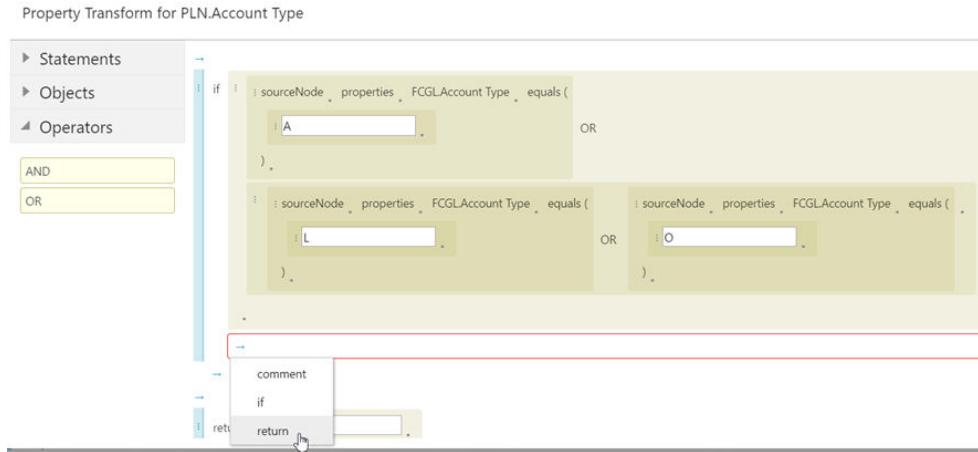 Property Transform for PLN.Account Type
Statements
Objects
Operators
AND
OR
if sourceNode properties FCGL.Account Type equals (
A
OR
)
sourceNode properties FCGL.Account Type equals (
L
)
OR
sourceNode properties FCGL.Account Type equals (
O
)
comment
if
return
retu